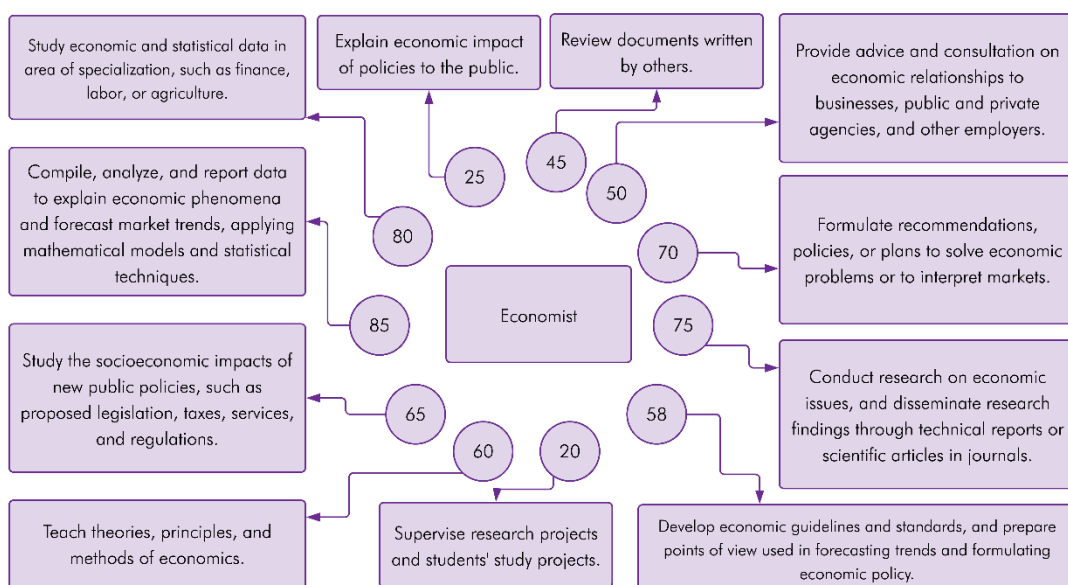 Study economic and statistical data in
area of specialization, such as finance,
labor, or agriculture.
Explain economic impact
of policies to the public.
Review documents written
by others.
Provide advice and consultation on
economic relationships to
businesses, public and private
agencies, and other employers.
Compile, analyze, and report data
to explain economic phenomena
and forecast market trends, applying
mathematical models and statistical
techniques.
25
45
50
80
70
Formulate recommendations,
policies, or plans to solve economic
problems or to interpret markets.
Economist
85
75
Study the socioeconomic impacts of
new public policies, such as
proposed legislation, taxes, services,
and regulations.
65
60
20
58
Conduct research on economic
issues, and disseminate research
findings through technical reports or
scientific articles in journals.
Teach theories, principles, and
methods of economics.
Supervise research projects
and students' study projects.
Develop economic guidelines and standards, and prepare
points of view used in forecasting trends and formulating
economic policy.